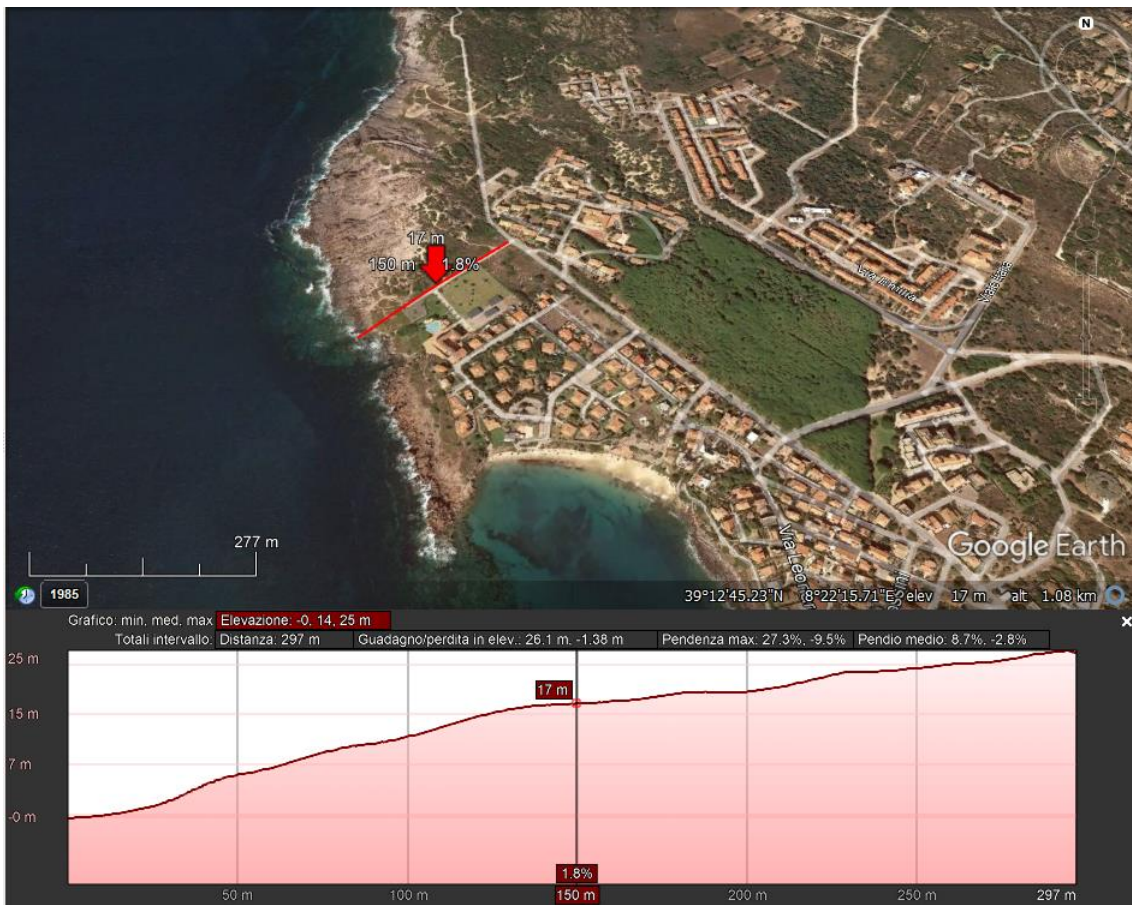 N
17 m
150 m 1.8%
Viale Italia
277 m
Google Earth
1985
39°12'45.23"N 8°22'15.71"E elev 17 m alt 1.08 km
Grafico: min. med. max Elevazione: -0, 14, 25 m
Totali intervallo: Distanza: 297 m Guadagno/perdita in elev.: 26.1 m, -1.38 m Pendenza max: 27.3%, -9.5% Pendio medio: 8.7%, -2.8%
25 m
17 m
15 m
7 m
-0 m
1.8%
50 m 100 m 150 m 200 m 250 m 297 m